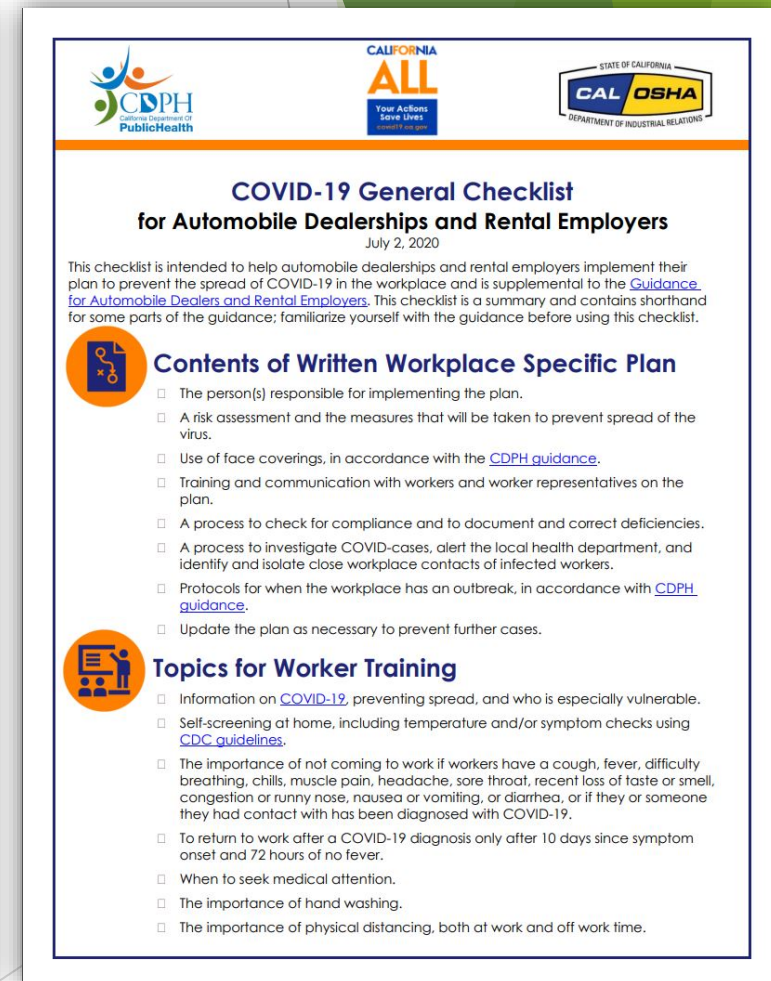 CDPH
California Department Of
PublicHealth
CALIFORNIA
ALL
Your Actions
Save Lives
covid19.ca.gov
STATE OF CALIFORNIA
CAL OSHA
DEPARTMENT OF INDUSTRIAL RELATIONS
COVID-19 General Checklist
for Automobile Dealerships and Rental Employers
July 2, 2020
This checklist is intended to help automobile dealerships and rental employers implement their
plan to prevent the spread of COVID-19 in the workplace and is supplemental to the Guidance
for Automobile Dealers and Rental Employers. This checklist is a summary and contains shorthand
for some parts of the guidance; familiarize yourself with the guidance before using this checklist.
Contents of Written Workplace Specific Plan
The person(s) responsible for implementing the plan.
A risk assessment and the measures that will be taken to prevent spread of the
virus.
Use of face coverings, in accordance with the CDPH guidance.
Training and communication with workers and worker representatives on the
plan.
A process to check for compliance and to document and correct deficiencies.
A process to investigate COVID-cases, alert the local health department, and
identify and isolate close workplace contacts of infected workers.
Protocols for when the workplace has an outbreak, in accordance with CDPH
guidance.
Update the plan as necessary to prevent further cases.
Topics for Worker Training
Information on COVID-19, preventing spread, and who is especially vulnerable.
Self-screening at home, including temperature and/or symptom checks using
CDC guidelines.
The importance of not coming to work if workers have a cough, fever, difficulty
breathing, chills, muscle pain, headache, sore throat, recent loss of taste or smell,
congestion or runny nose, nausea or vomiting, or diarrhea, or if they or someone
they had contact with has been diagnosed with COVID-19.
To return to work after a COVID-19 diagnosis only after 10 days since symptom
onset and 72 hours of no fever.
When to seek medical attention.
The importance of hand washing.
The importance of physical distancing, both at work and off work time.